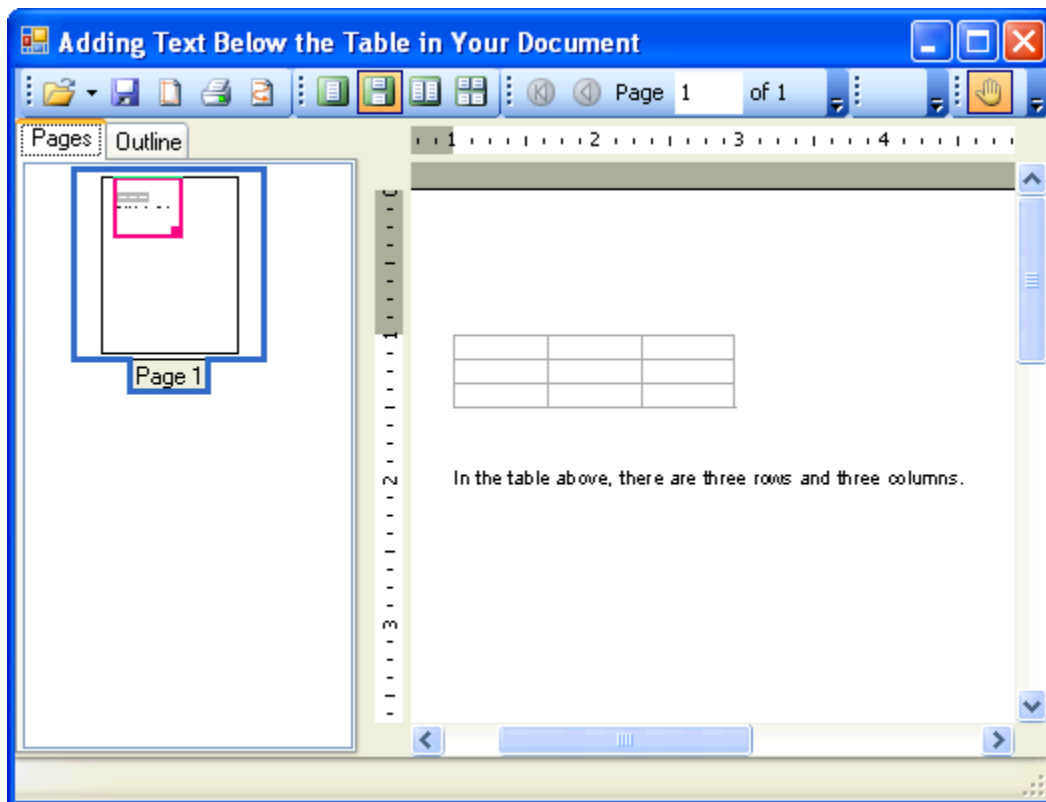 Adding Text Below the Table in Your Document
Page 1 of 1
Pages Outline
1 2 3 4
Page 1
0
1
2
3
In the table above, there are three rows and three columns.